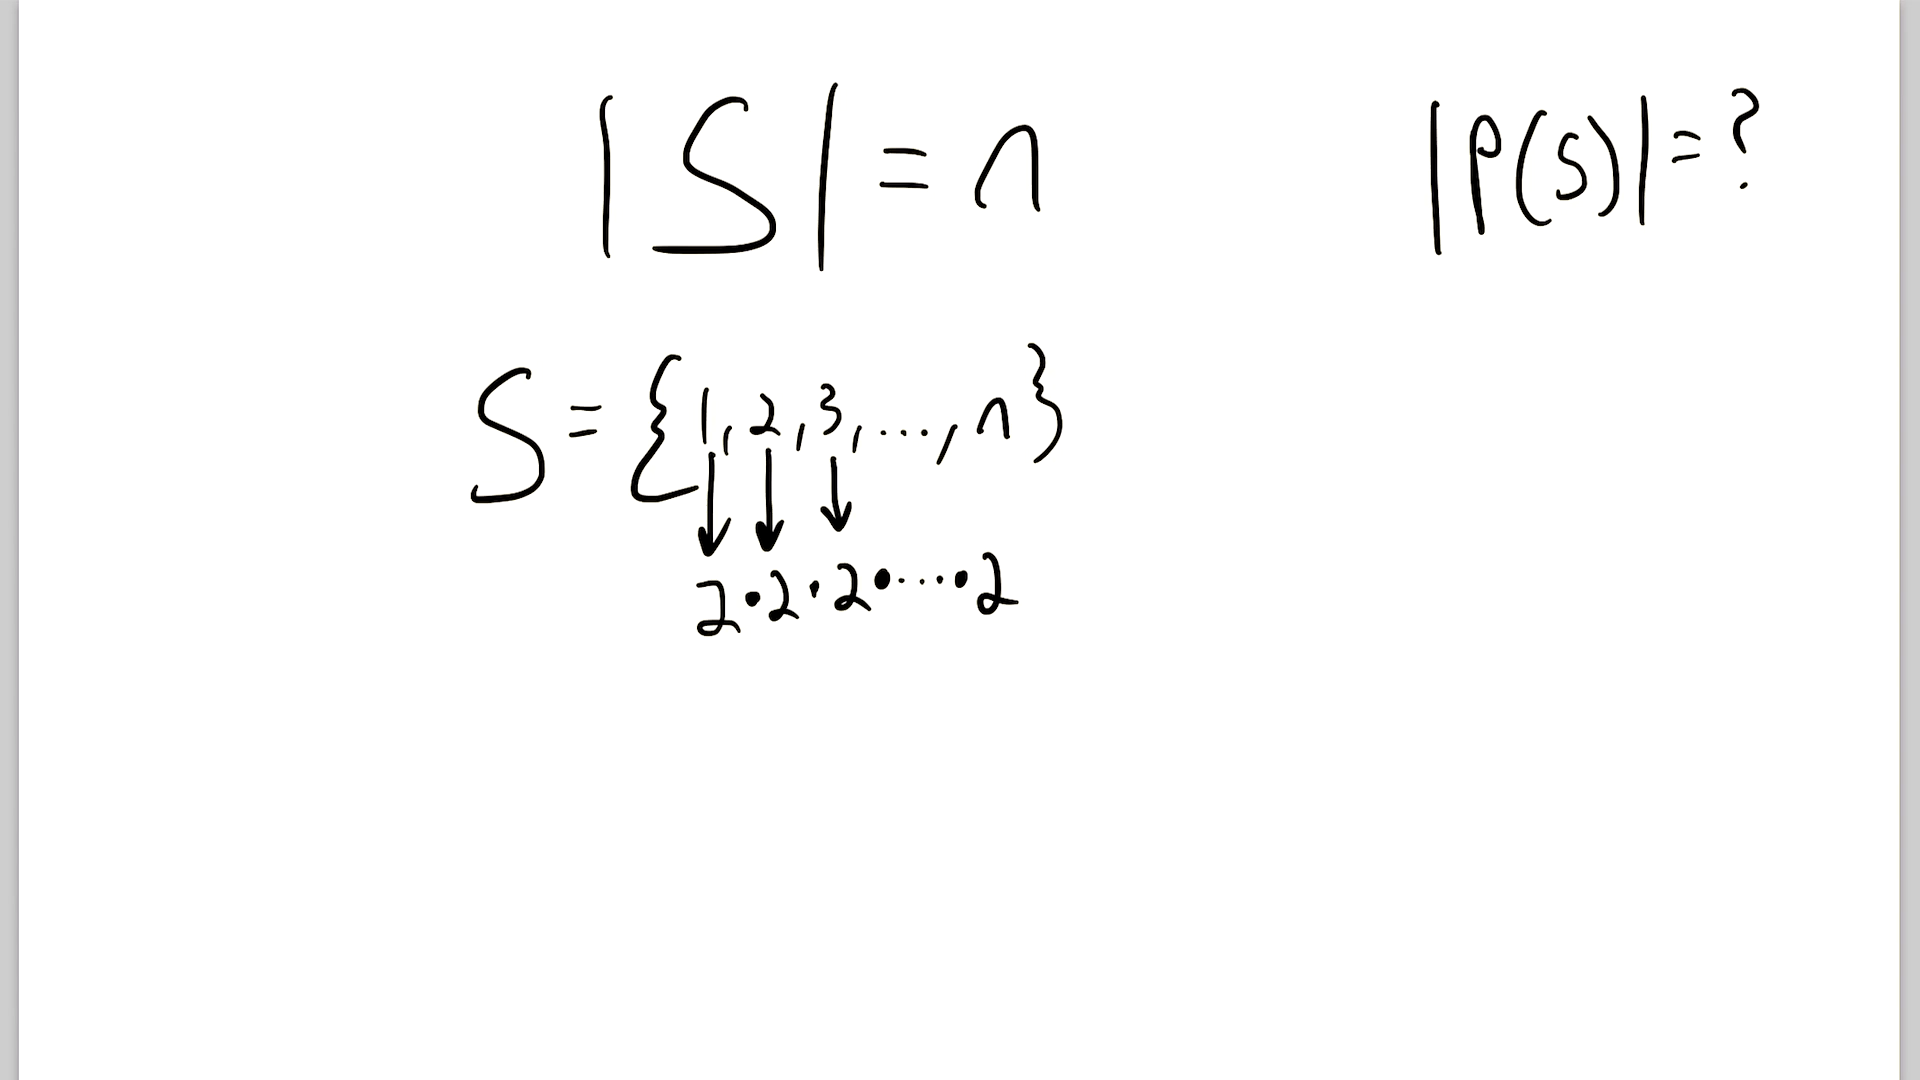 |S| = n
|P(S)| = ?
S = {1, 2, 3, ..., n}
2 • 2 • 2 • ... • 2